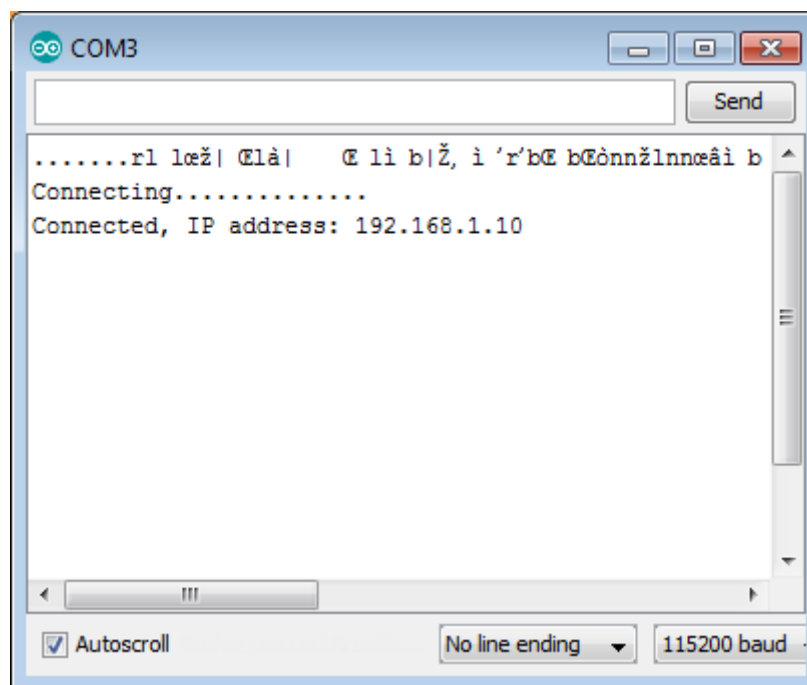 COM3
Send
.......rl lœž| Œlà| Œ lì b|Ž, ì ’r’bŒ bŒònnžlnnœâì b
Connecting..............
Connected, IP address: 192.168.1.10
Autoscroll
No line ending
115200 baud